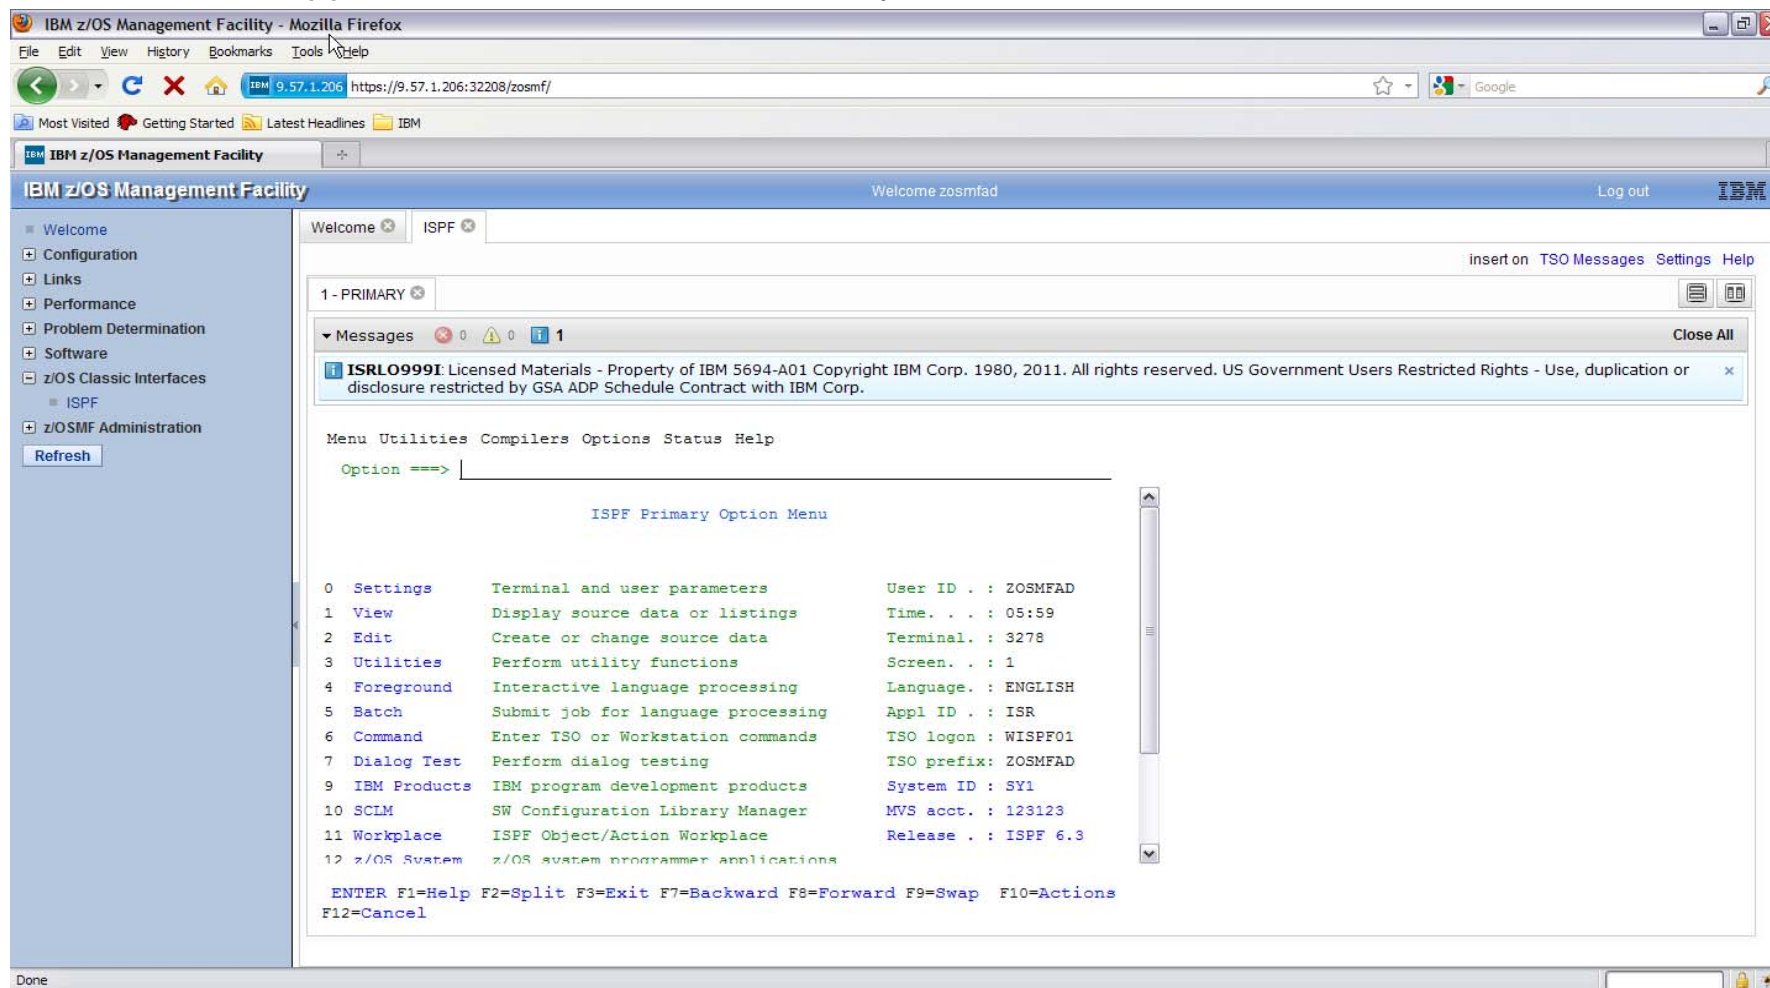 IBM z/OS Management Facility - Mozilla Firefox
File Edit View History Bookmarks Tools Help
IBM 9.57.1.206 https://9.57.1.206:32208/zosmf/ Google
Most Visited Getting Started Latest Headlines IBM
IBM IBM z/OS Management Facility
IBM z/OS Management Facility Welcome zosmfad Log out IBM
Welcome
Configuration
Links
Performance
Problem Determination
Software
z/OS Classic Interfaces
ISPF
z/OSMF Administration
Refresh
Welcome ISPF
insert on TSO Messages Settings Help
1 - PRIMARY
Messages 0 0 1 Close All
ISRLO999I: Licensed Materials - Property of IBM 5694-A01 Copyright IBM Corp. 1980, 2011. All rights reserved. US Government Users Restricted Rights - Use, duplication or
disclosure restricted by GSA ADP Schedule Contract with IBM Corp.
Menu Utilities Compilers Options Status Help
Option ===>
ISPF Primary Option Menu
0 Settings Terminal and user parameters User ID . : ZOSMFAD
1 View Display source data or listings Time. . . : 05:59
2 Edit Create or change source data Terminal. : 3278
3 Utilities Perform utility functions Screen. . : 1
4 Foreground Interactive language processing Language. : ENGLISH
5 Batch Submit job for language processing Appl ID . : ISR
6 Command Enter TSO or Workstation commands TSO logon : WISPF01
7 Dialog Test Perform dialog testing TSO prefix: ZOSMFAD
9 IBM Products IBM program development products System ID : SY1
10 SCLM SW Configuration Library Manager MVS acct. : 123123
11 Workplace ISPF Object/Action Workplace Release . : ISPF 6.3
12 z/OS System z/OS system programmer applications
ENTER F1=Help F2=Split F3=Exit F7=Backward F8=Forward F9=Swap F10=Actions
F12=Cancel
Done